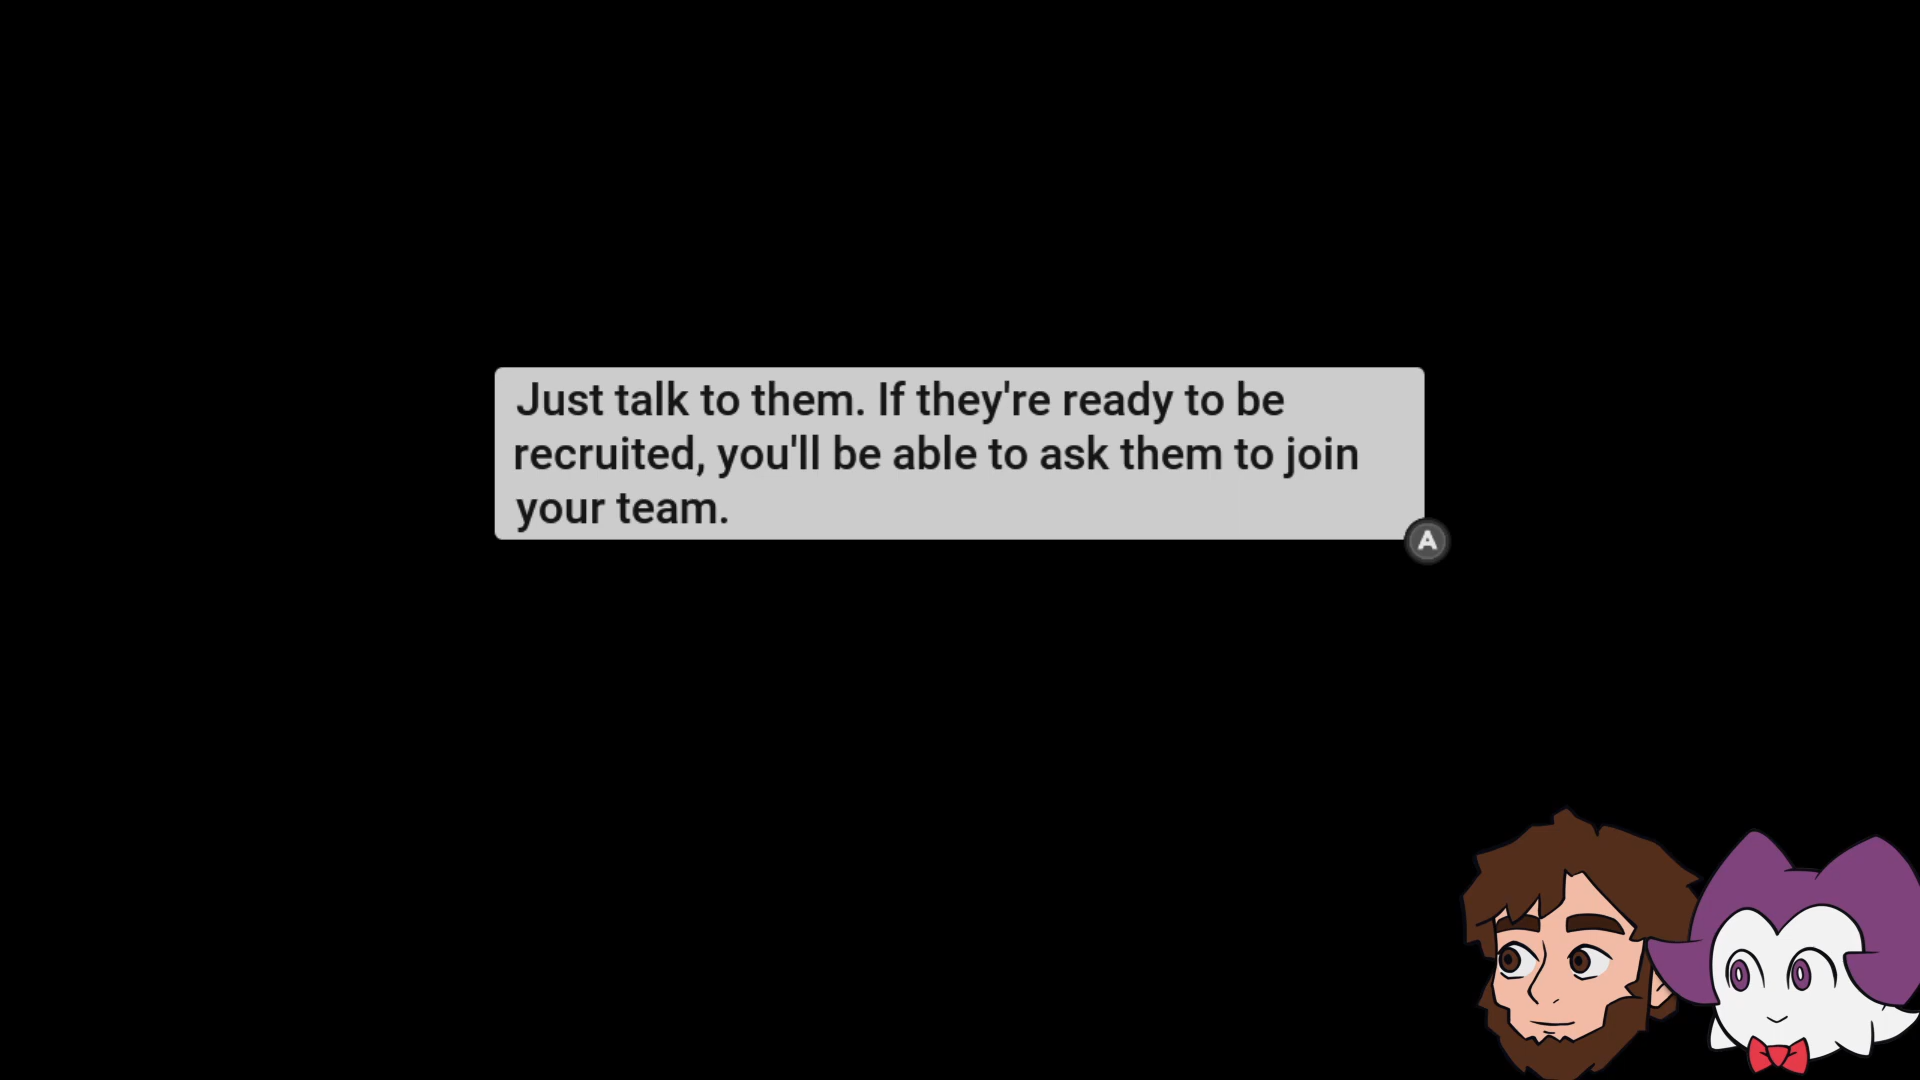 Just talk to them. If they're ready to be
recruited, you'll be able to ask them to join
your team.
A